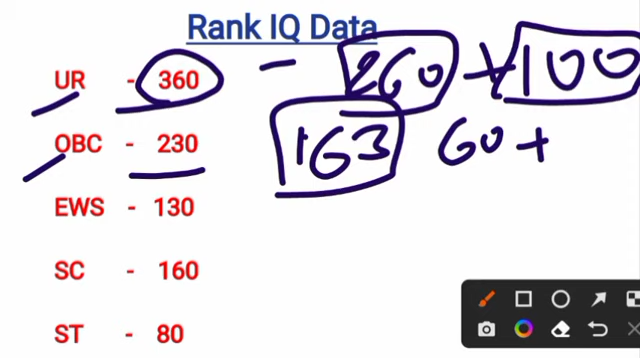 Rank IQ Data
UR - 360 - 260 + 100
OBC - 230 163 60 +
EWS - 130
SC - 160
ST - 80